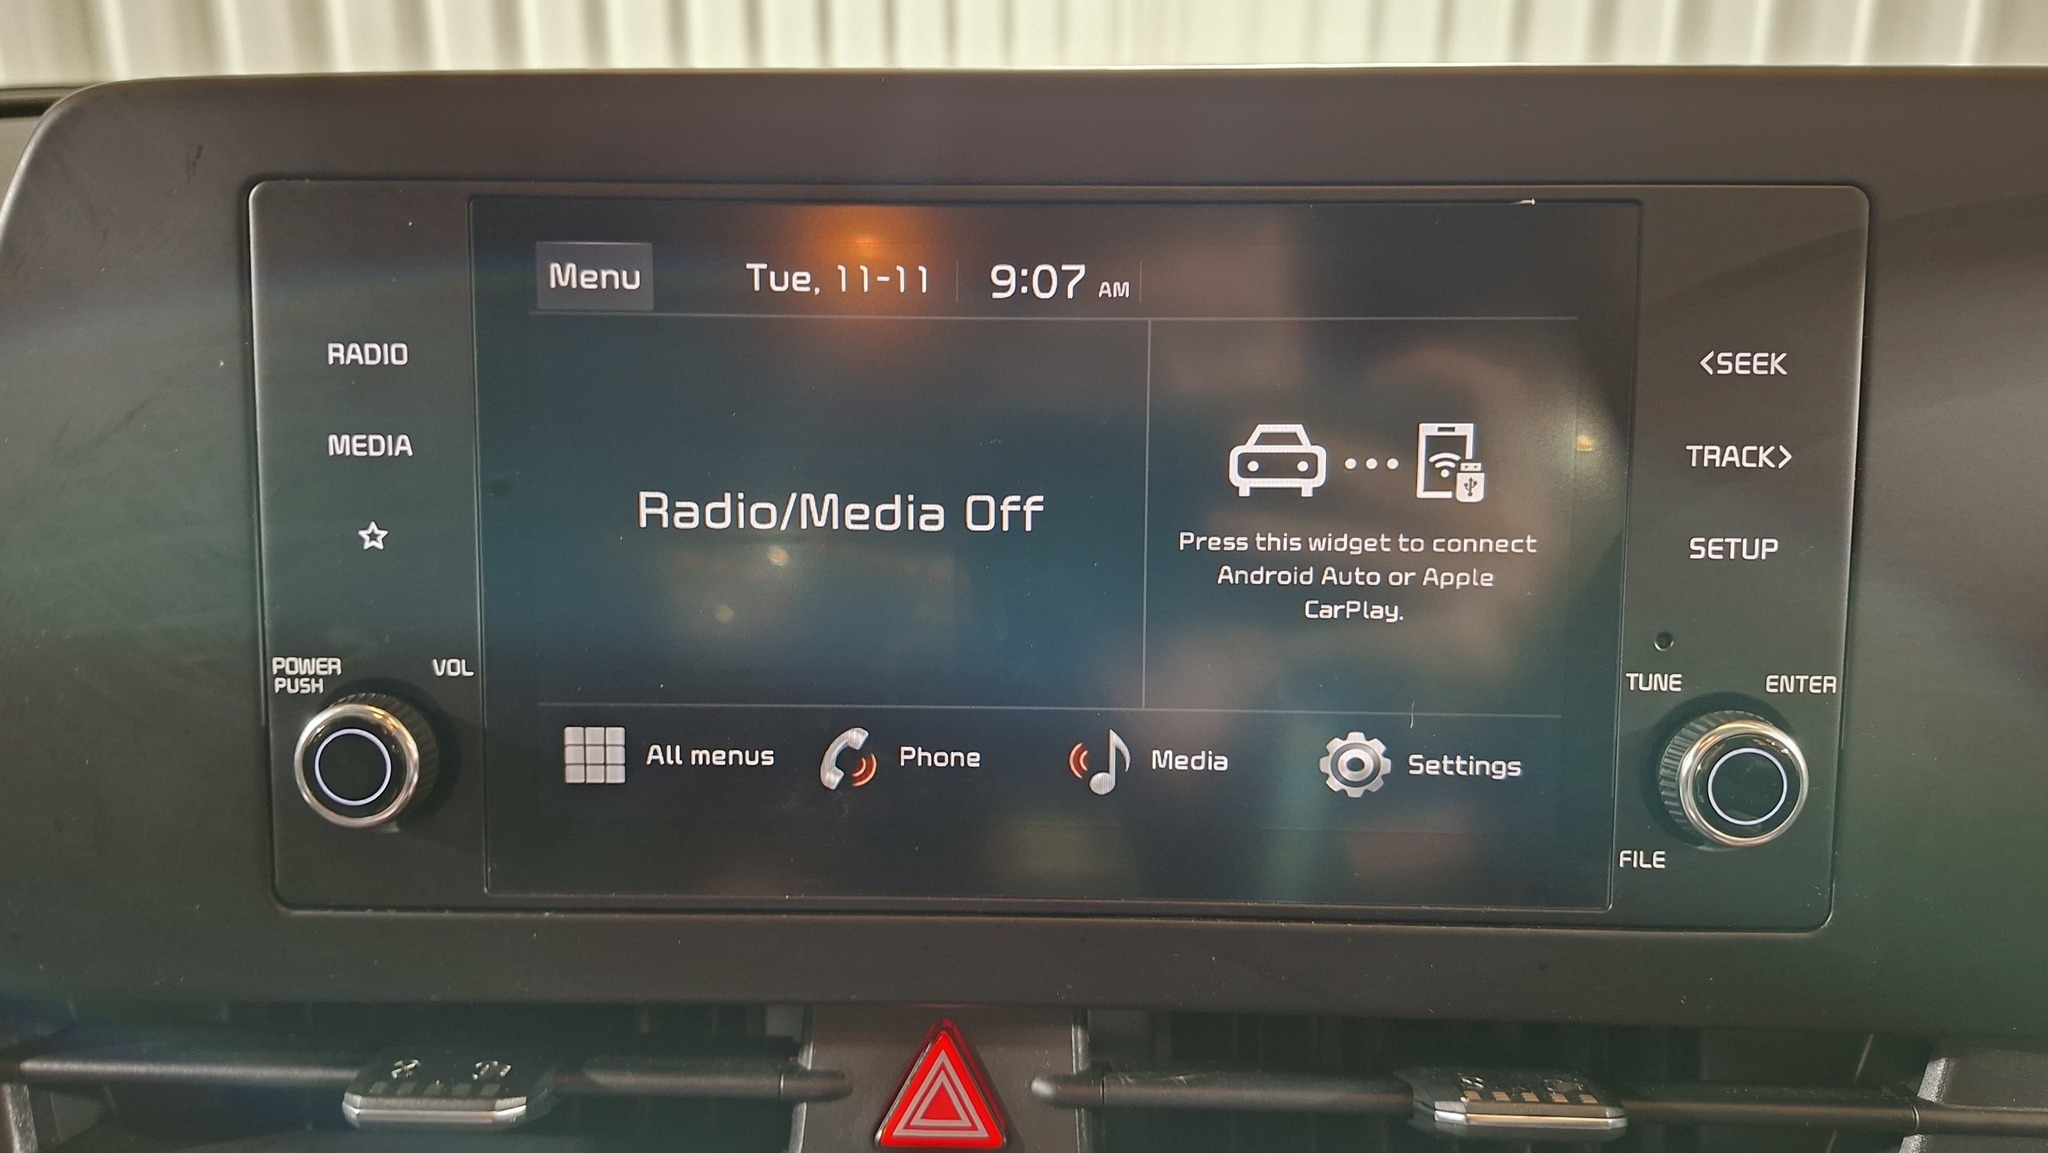 Menu
Tue, 11-11
9:07 AM
RADIO
MEDIA
Radio/Media Off
Press this widget to connect
Android Auto or Apple
CarPlay.
<SEEK
TRACK>
SETUP
POWER
PUSH
VOL
TUNE
ENTER
FILE
All menus
Phone
Media
Settings